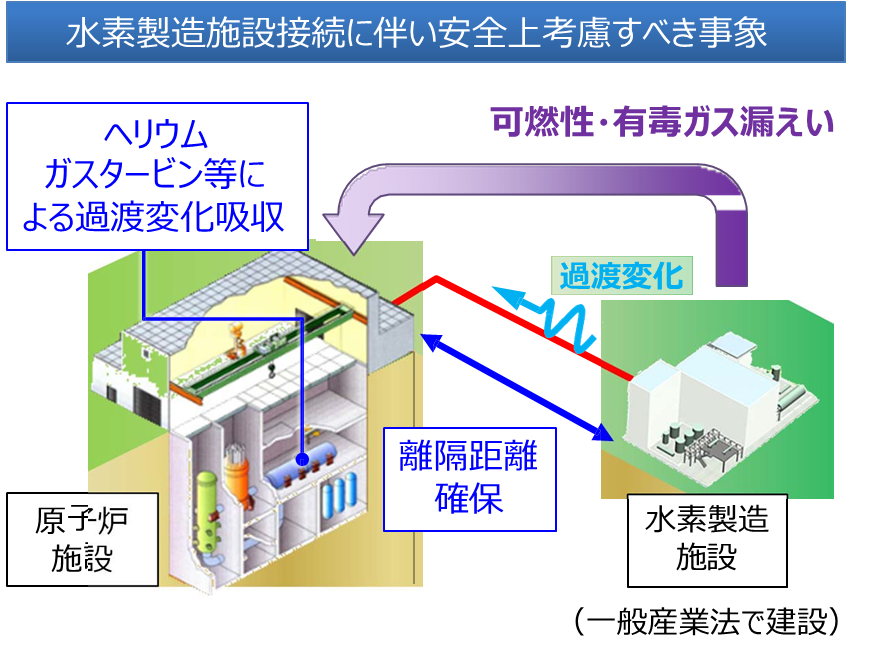 水素製造施設接続に伴い安全上考慮すべき事象
可燃性・有毒ガス漏えい
ヘリウム
ガスタービン等に
よる過渡変化吸収
過渡変化
離隔距離
確保
原子炉
施設
水素製造
施設
（一般産業法で建設）